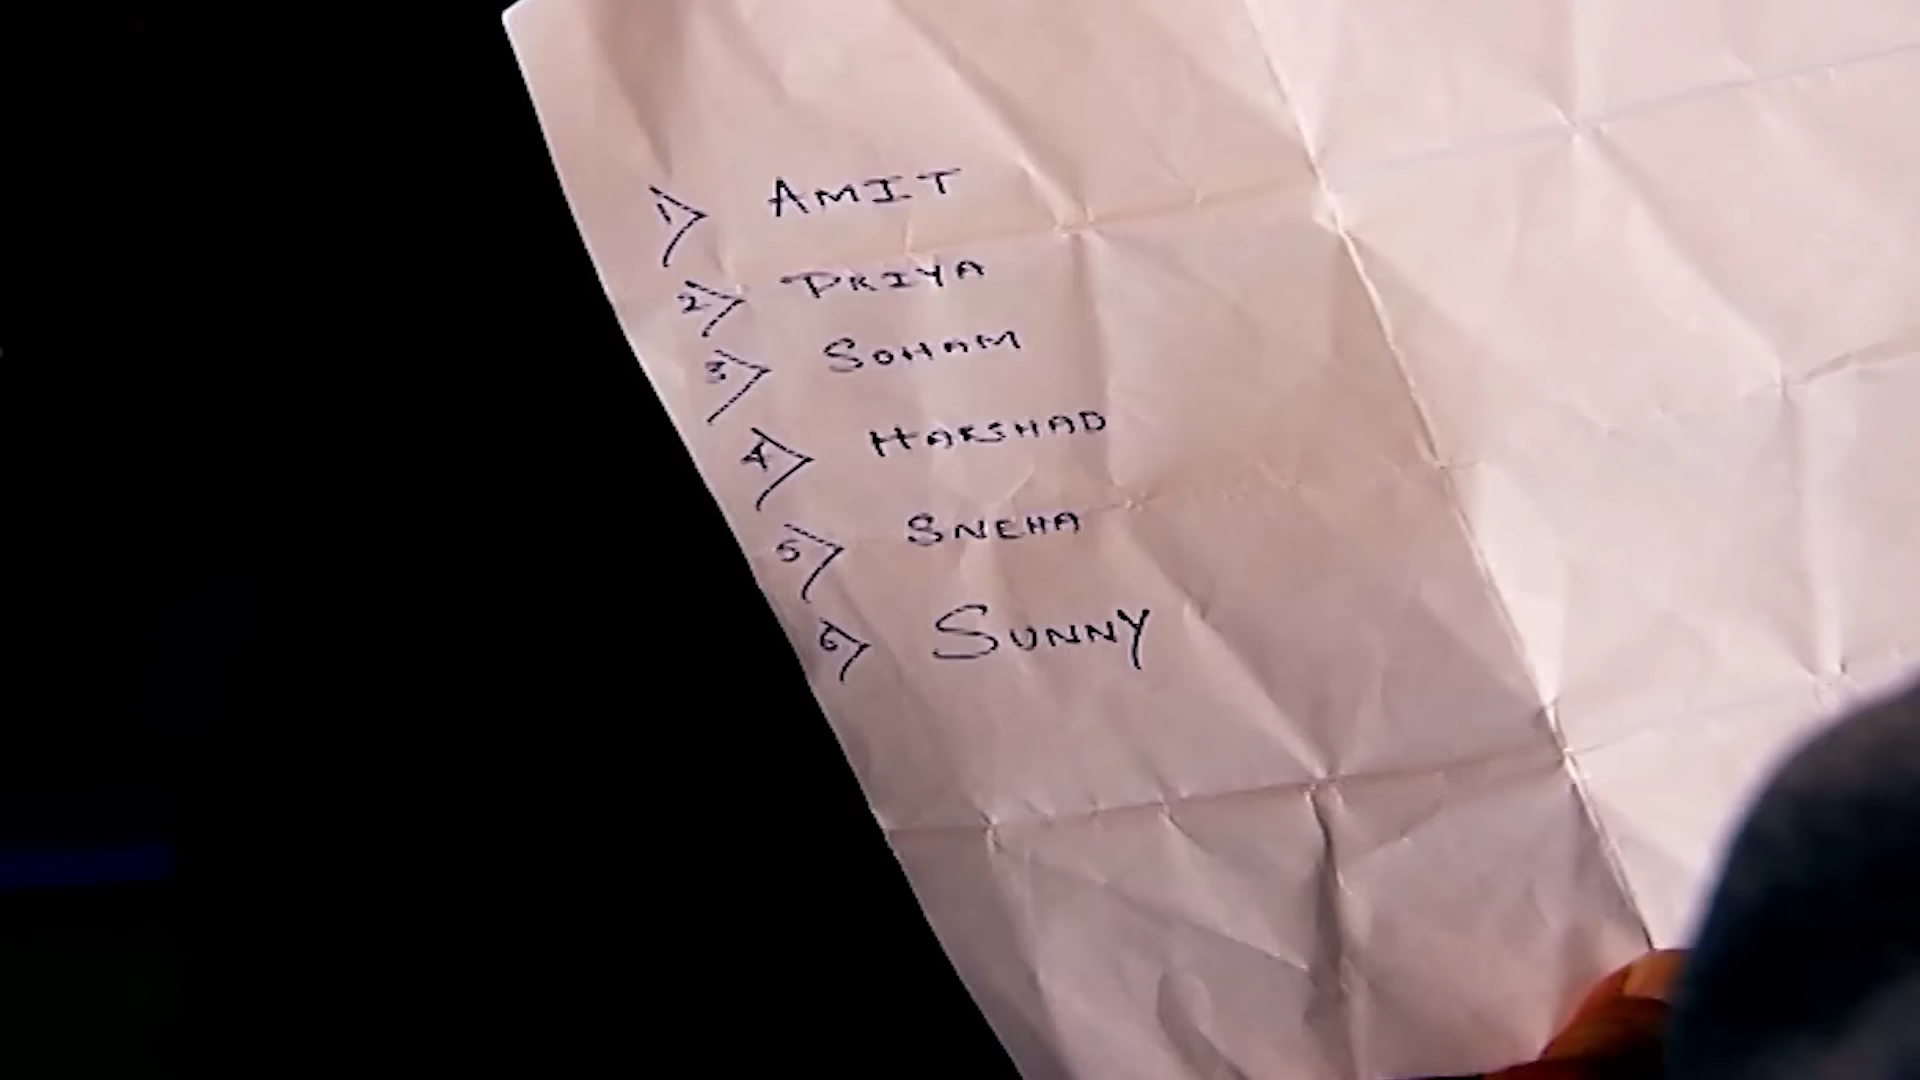 1) AMIT
2) PRIYA
3) SOHAM
4) HARSHAD
5) SNEHA
6) SUNNY